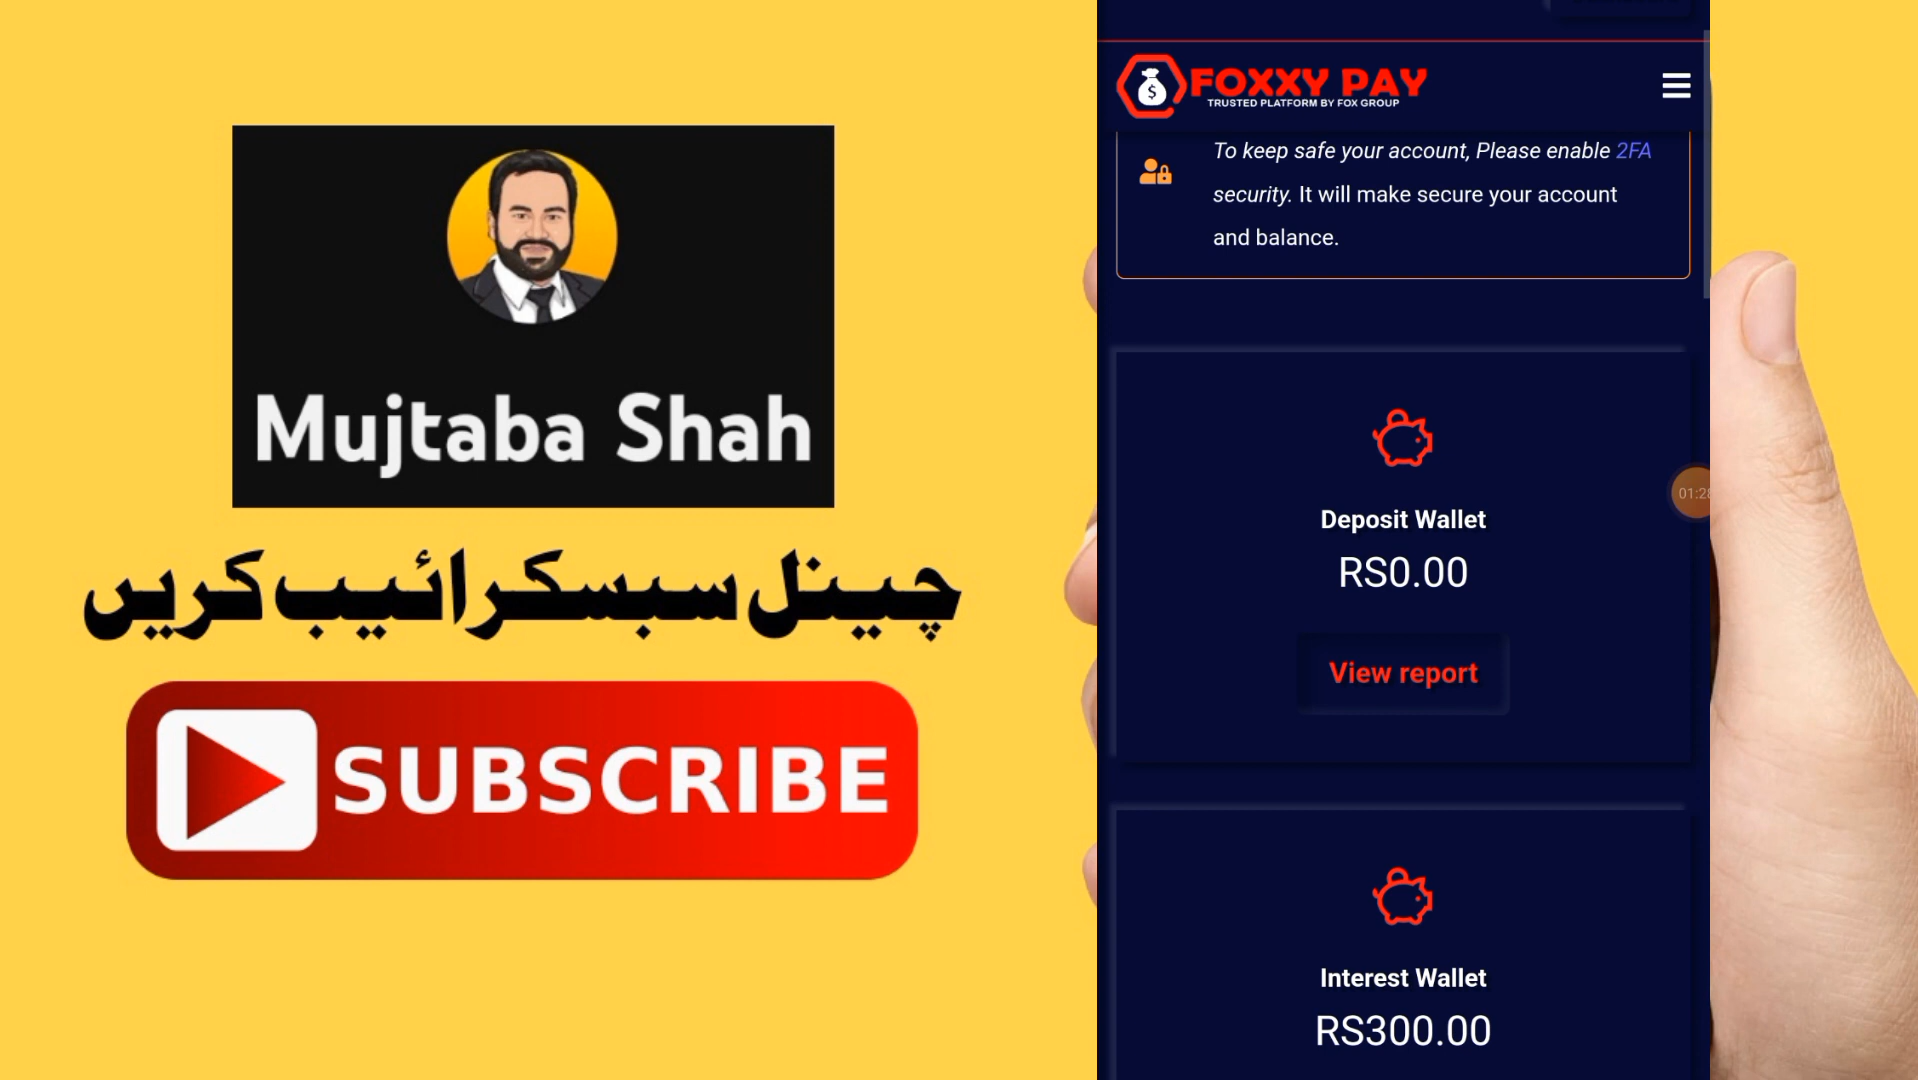 Mujtaba Shah
چینل سبسکرائیب کریں
SUBSCRIBE
FOXXY PAY
TRUSTED PLATFORM BY FOX GROUP
To keep safe your account, Please enable 2FA
security. It will make secure your account
and balance.
Deposit Wallet
RS0.00
View report
Interest Wallet
RS300.00